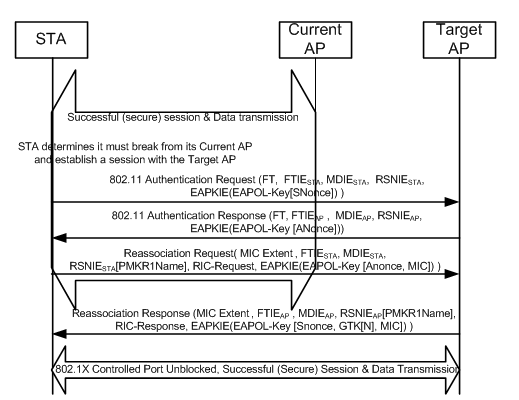 STA
Current
AP
Target
AP
Successful (secure) session & Data transmission
STA determines it must break from its Current AP
and establish a session with the Target AP
802.11 Authentication Request (FT, FTIESTA, MDIESTA, RSNIESTA,
EAPKIE(EAPOL-Key[SNonce]) )
802.11 Authentication Response (FT, FTIEAP , MDIEAP, RSNIEAP,
EAPKIE(EAPOL-Key [ANonce]))
Reassociation Request( MIC Extent , FTIESTA, MDIESTA,
RSNIESTA[PMKR1Name], RIC-Request, EAPKIE(EAPOL-Key [Anonce, MIC]) )
Reassociation Response (MIC Extent , FTIEAP , MDIEAP, RSNIEAP[PMKR1Name],
RIC-Response, EAPKIE(EAPOL-Key [Snonce, GTK[N], MIC]) )
802.1X Controlled Port Unblocked, Successful (Secure) Session & Data Transmission